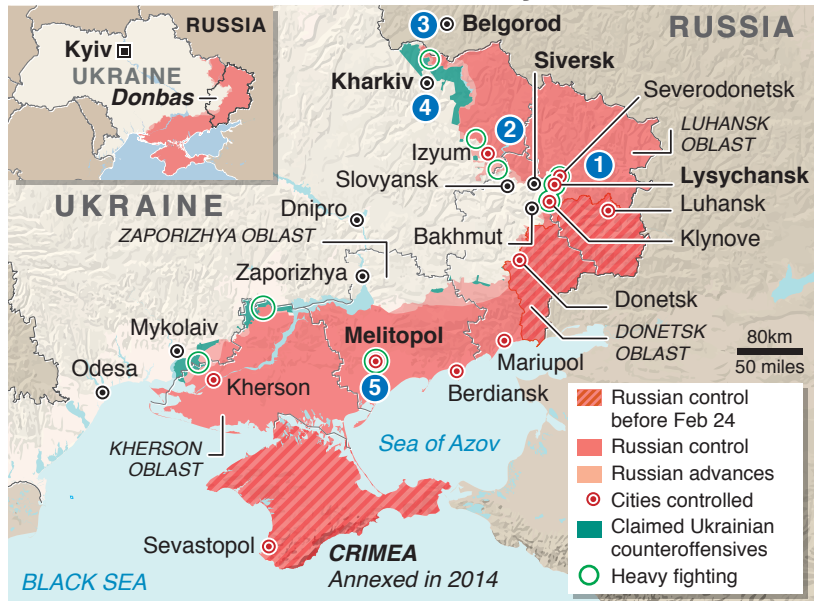 RUSSIA
Kyiv
UKRAINE
Donbas
3
Belgorod
RUSSIA
Kharkiv
4
Siversk
Severodonetsk
2
Izyum
1
LUHANSK
OBLAST
Slovyansk
Lysychansk
UKRAINE
Dnipro
Luhansk
ZAPORIZHYA OBLAST
Bakhmut
Klynove
Zaporizhya
Donetsk
Mykolaiv
Melitopol
DONETSK
OBLAST
80km
50 miles
Odesa
Mariupol
Kherson
5
Berdiansk
KHERSON
OBLAST
Sea of Azov
Sevastopol
CRIMEA
Annexed in 2014
BLACK SEA
Russian control
before Feb 24
Russian control
Russian advances
Cities controlled
Claimed Ukrainian
counteroffensives
Heavy fighting